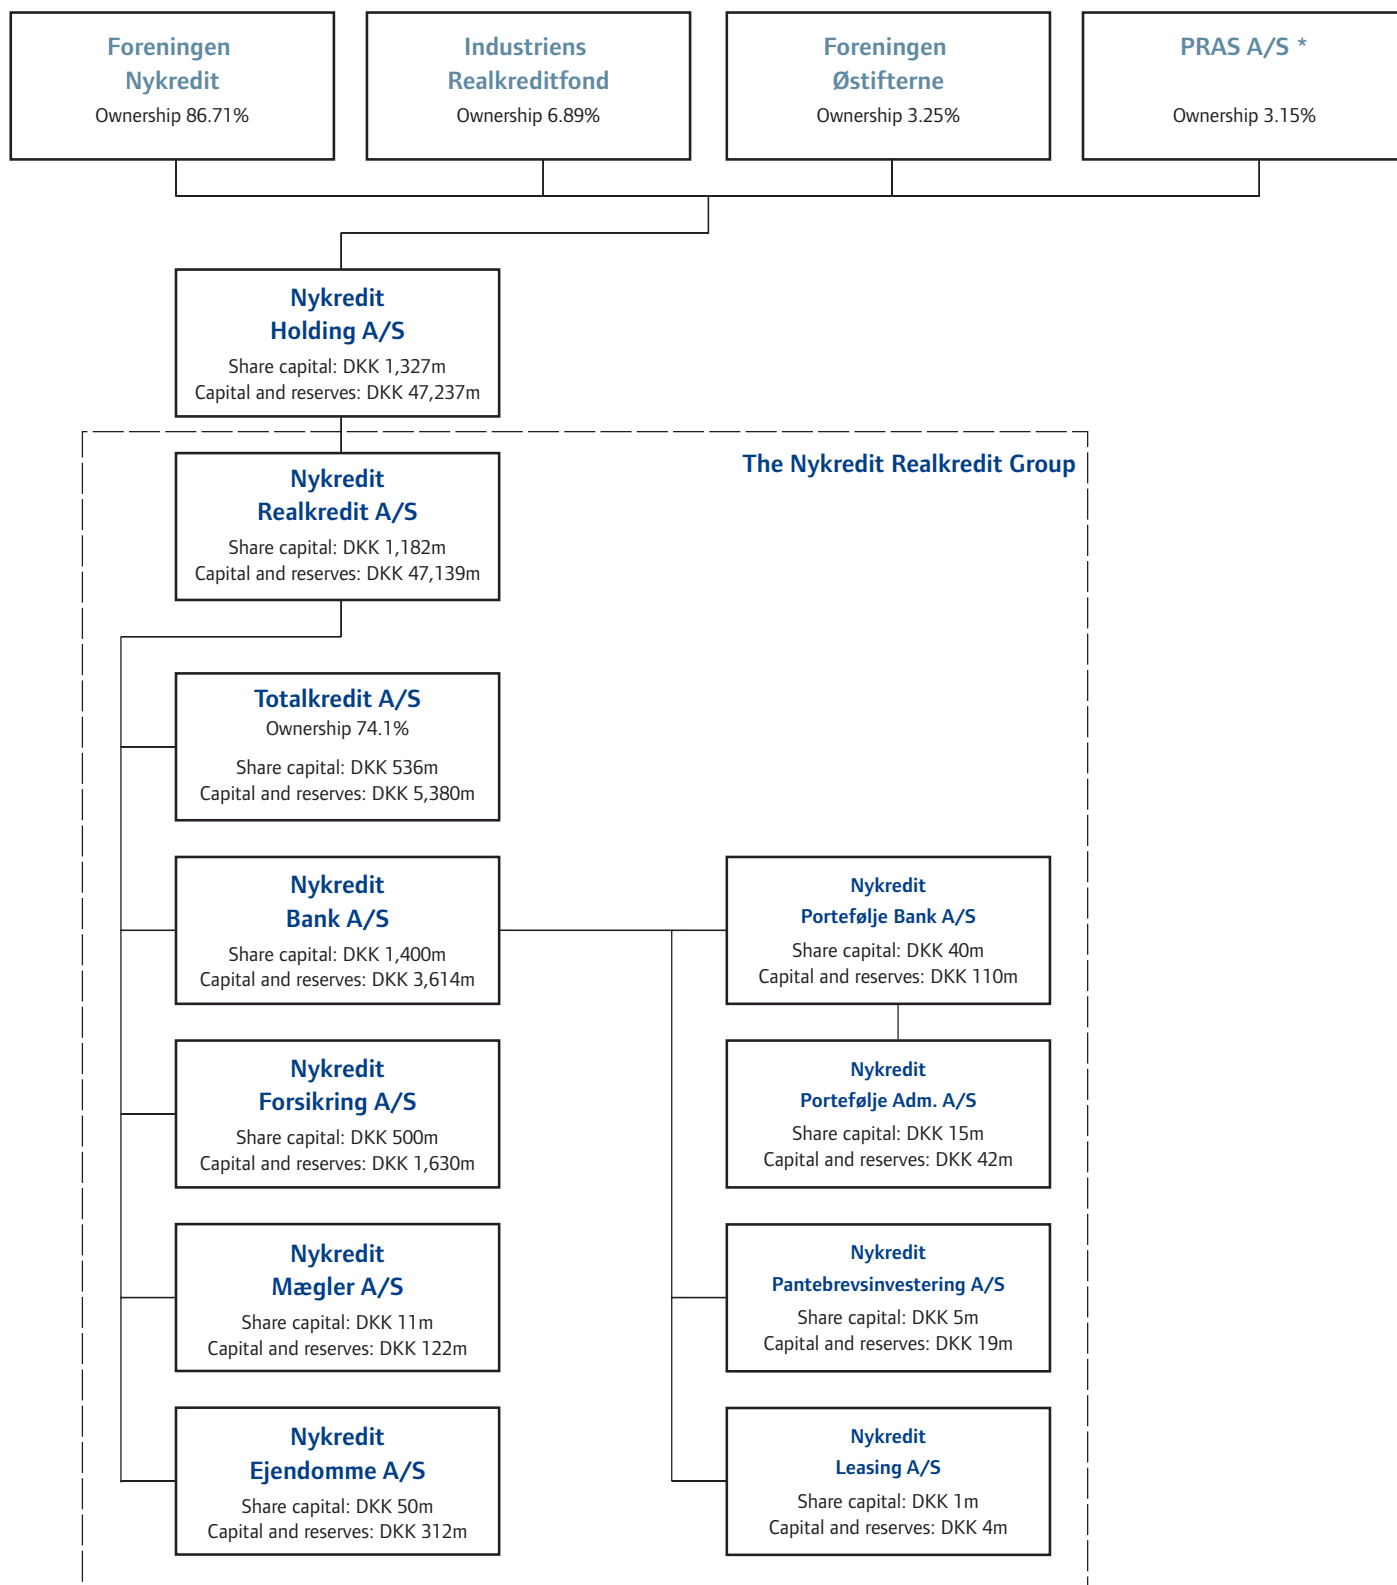 Foreningen
Nykredit
Ownership 86.71%
Industriens
Realkreditfond
Ownership 6.89%
Foreningen
Østifterne
Ownership 3.25%
PRAS A/S *
Ownership 3.15%
Nykredit
Holding A/S
Share capital: DKK 1,327m
Capital and reserves: DKK 47,237m
The Nykredit Realkredit Group
Nykredit
Realkredit A/S
Share capital: DKK 1,182m
Capital and reserves: DKK 47,139m
Totalkredit A/S
Ownership 74.1%
Share capital: DKK 536m
Capital and reserves: DKK 5,380m
Nykredit
Bank A/S
Share capital: DKK 1,400m
Capital and reserves: DKK 3,614m
Nykredit
Portefølje Bank A/S
Share capital: DKK 40m
Capital and reserves: DKK 110m
Nykredit
Forsikring A/S
Share capital: DKK 500m
Capital and reserves: DKK 1,630m
Nykredit
Portefølje Adm. A/S
Share capital: DKK 15m
Capital and reserves: DKK 42m
Nykredit
Mægler A/S
Share capital: DKK 11m
Capital and reserves: DKK 122m
Nykredit
Pantebrevsinvestering A/S
Share capital: DKK 5m
Capital and reserves: DKK 19m
Nykredit
Ejendomme A/S
Share capital: DKK 50m
Capital and reserves: DKK 312m
Nykredit
Leasing A/S
Share capital: DKK 1m
Capital and reserves: DKK 4m